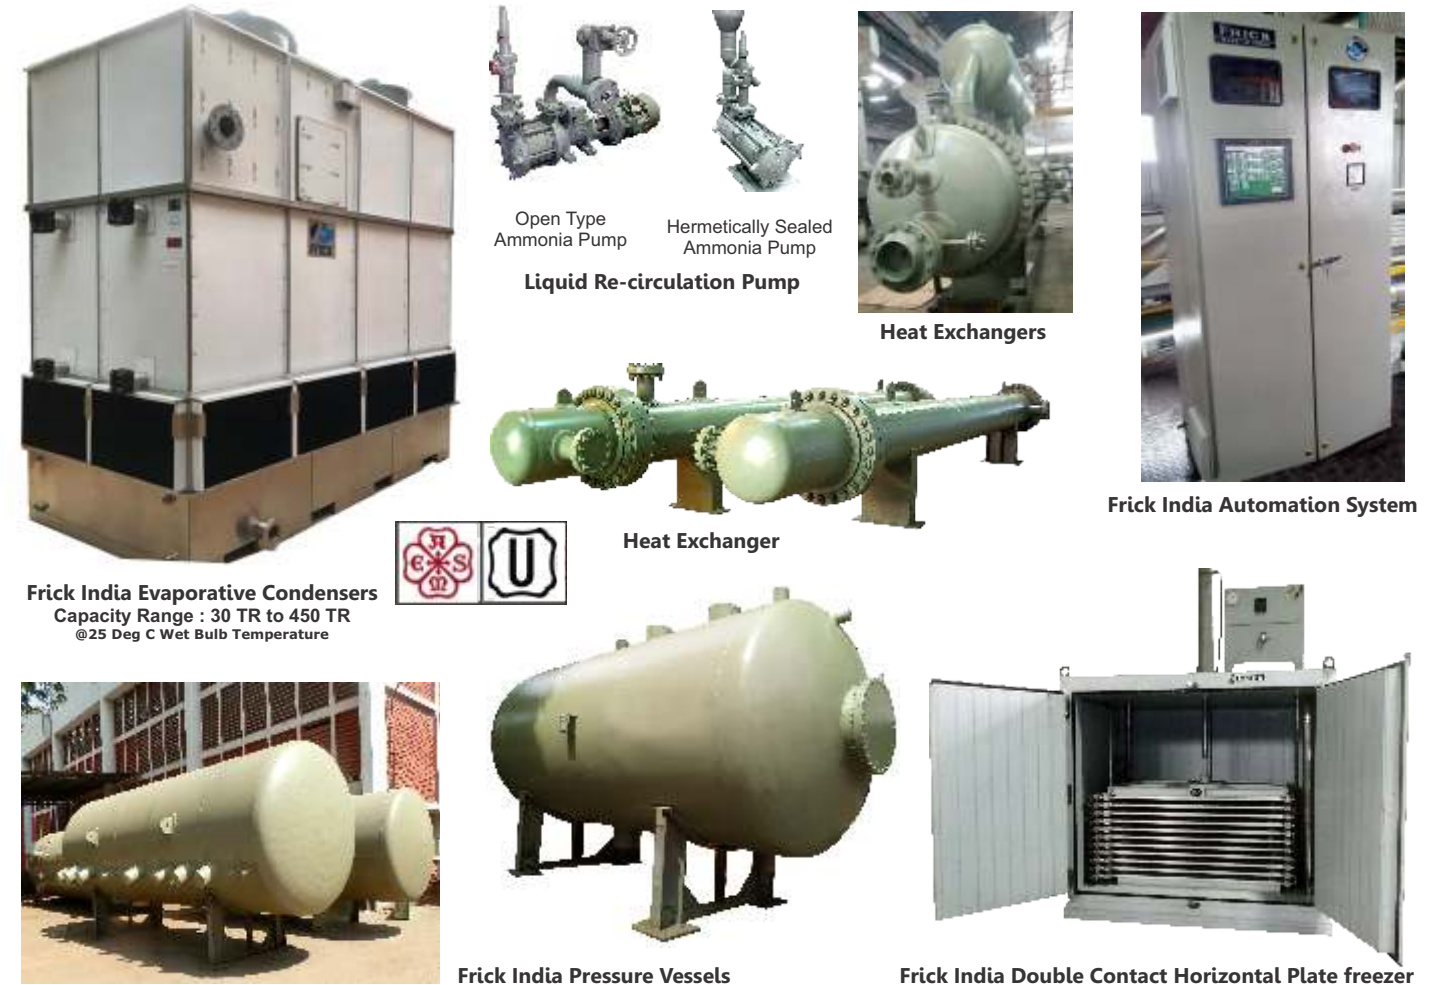 FRICK
Open Type
Ammonia Pump
Hermetically Sealed
Ammonia Pump
Liquid Re-circulation Pump
Heat Exchangers
FRICK
Frick India Automation System
Heat Exchanger
A
E S
M
U
Frick India Evaporative Condensers
Capacity Range : 30 TR to 450 TR
@25 Deg C Wet Bulb Temperature
Frick India Pressure Vessels
Frick India Double Contact Horizontal Plate freezer